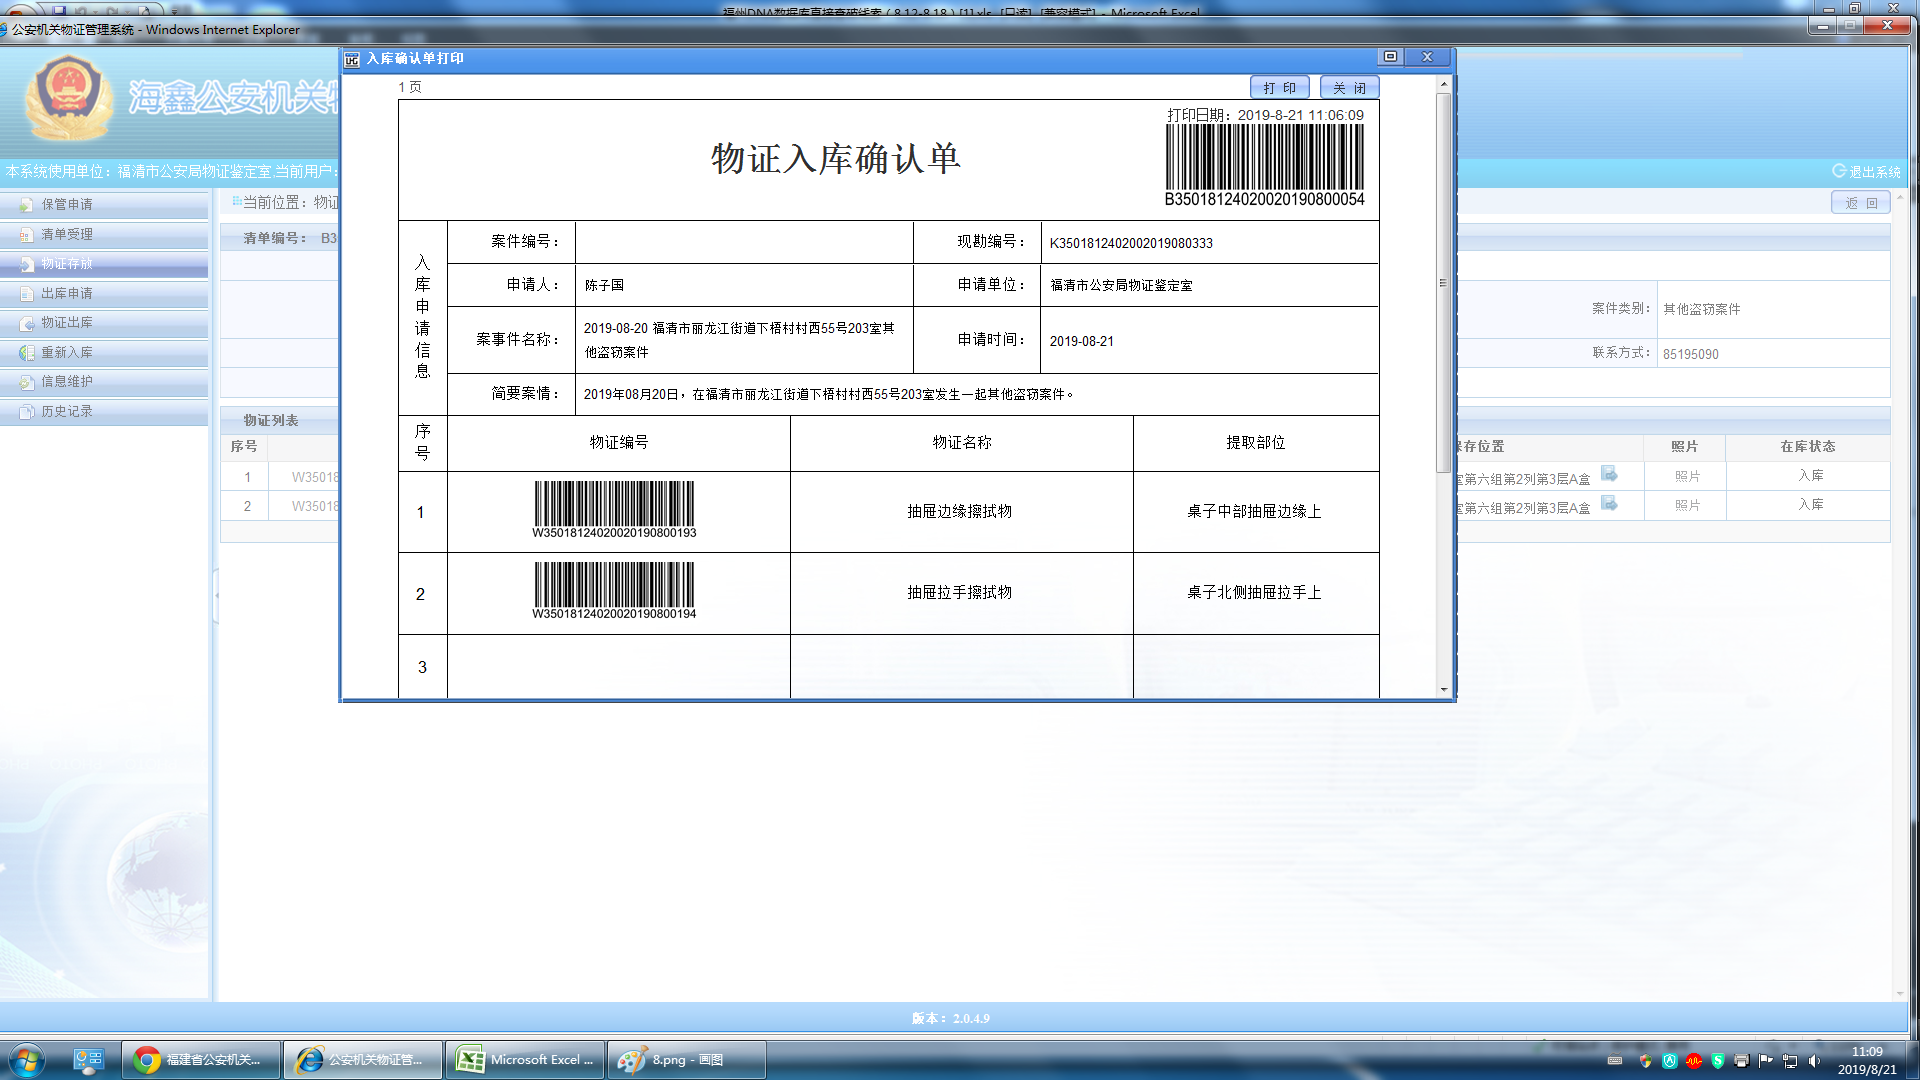 福州DNA数据库直接查破线索（8.12-8.18）[1].xls [只读] [兼容模式] - Microsoft Excel
公安机关物证管理系统 - Windows Internet Explorer
海鑫公安机关
本系统使用单位：福清市公安局物证鉴定室,当前用户：
退出系统
保管申请
清单受理
物证存放
出库申请
物证出库
重新入库
信息维护
历史记录
当前位置：物证
返 回
清单编号： B3
案件类别： 其他盗窃案件
联系方式： 85195090
物证列表
序号 存位置 照片 在库状态
1 W35018 第六组第2列第3层A盒 照片 入库
2 W35018 第六组第2列第3层A盒 照片 入库
入库确认单打印
1 页
打 印 关 闭
打印日期：2019-8-21 11:06:09
物证入库确认单
B3501812402002019080054
入库申请信息
案件编号： 现勘编号： K3501812402002019080333
申请人： 陈子国 申请单位： 福清市公安局物证鉴定室
案事件名称： 2019-08-20 福清市丽龙江街道下梧村村西55号203室其
他盗窃案件
申请时间： 2019-08-21
简要案情： 2019年08月20日，在福清市丽龙江街道下梧村村西55号203室发生一起其他盗窃案件。
序号 物证编号 物证名称 提取部位
1 W3501812402002019080​0193 抽屉边缘擦拭物 桌子中部抽屉边缘上
2 W35018124020020190800194 抽屉拉手擦拭物 桌子北侧抽屉拉手上
3
版本：2.0.4.9
福建省公安机关...
公安机关物证管...
Microsoft Excel ...
8.png - 画图
11:09
2019/8/21